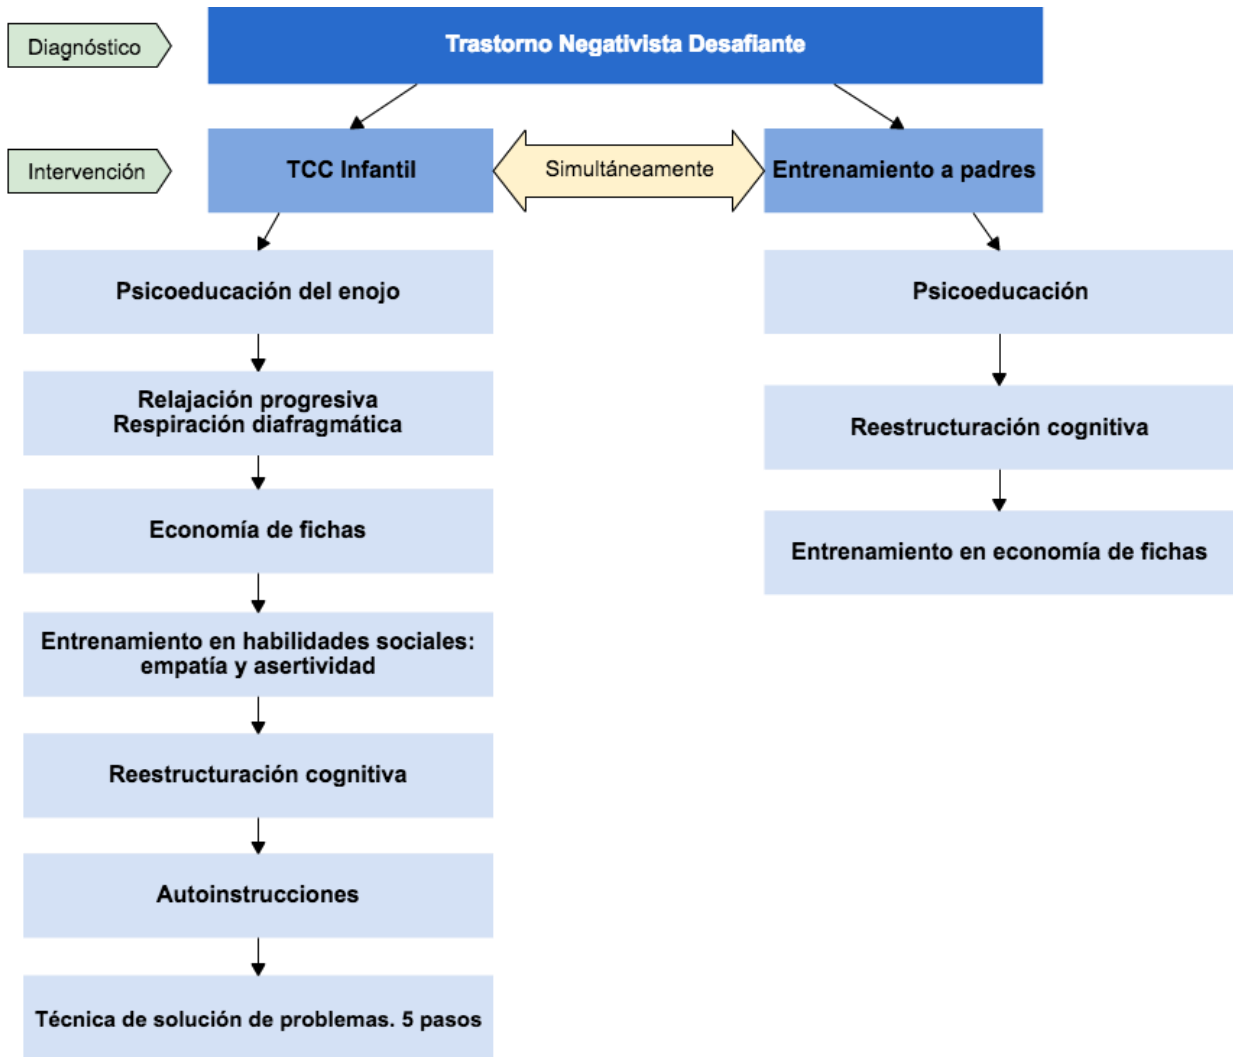 Diagnóstico
Trastorno Negativista Desafiante
Intervención
TCC Infantil
Simultáneamente
Entrenamiento a padres
Psicoeducación del enojo
Relajación progresiva
Respiración diafragmática
Economía de fichas
Entrenamiento en habilidades sociales:
empatía y asertividad
Reestructuración cognitiva
Autoinstrucciones
Técnica de solución de problemas. 5 pasos
Psicoeducación
Reestructuración cognitiva
Entrenamiento en economía de fichas